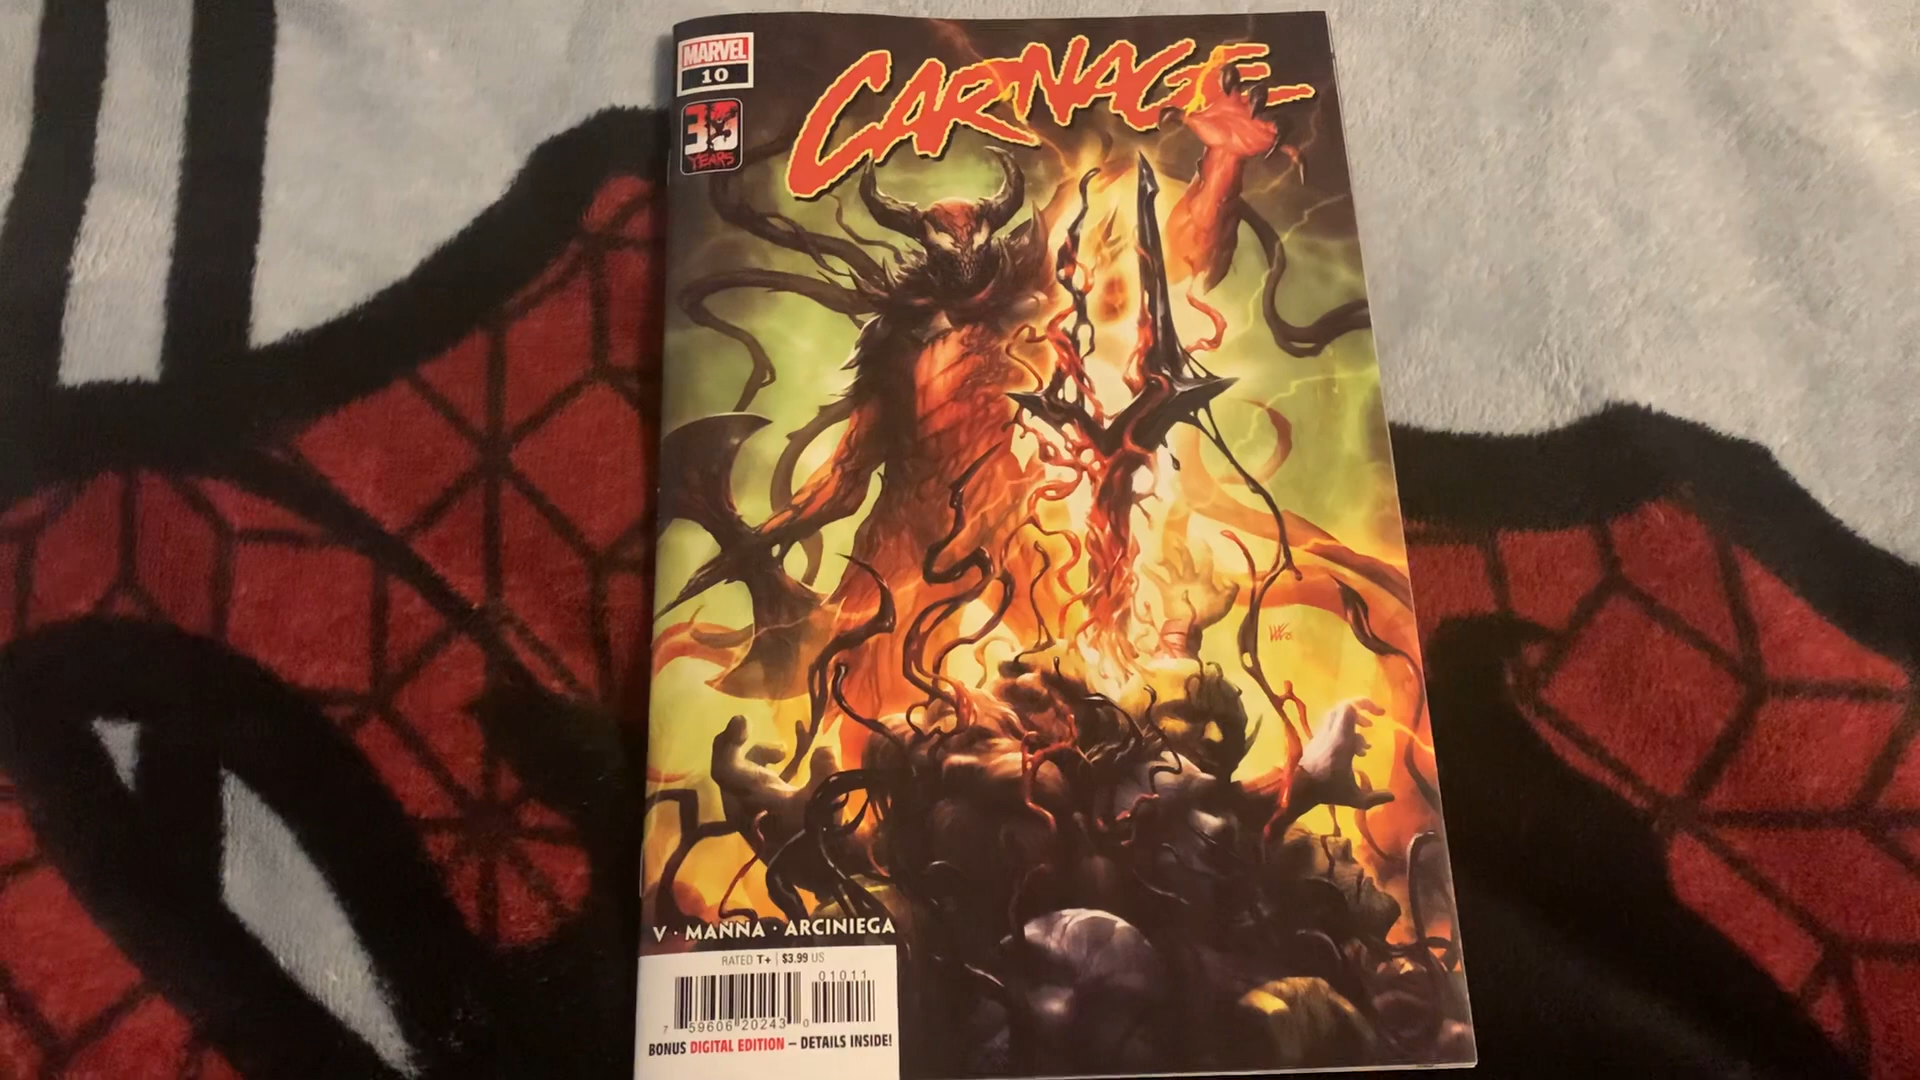 MARVEL
10
30
YEARS
CARNAGE
V · MANNA · ARCINIEGA
RATED T+ $3.99 US
01011
7 59606 20243 0
BONUS DIGITAL EDITION – DETAILS INSIDE!